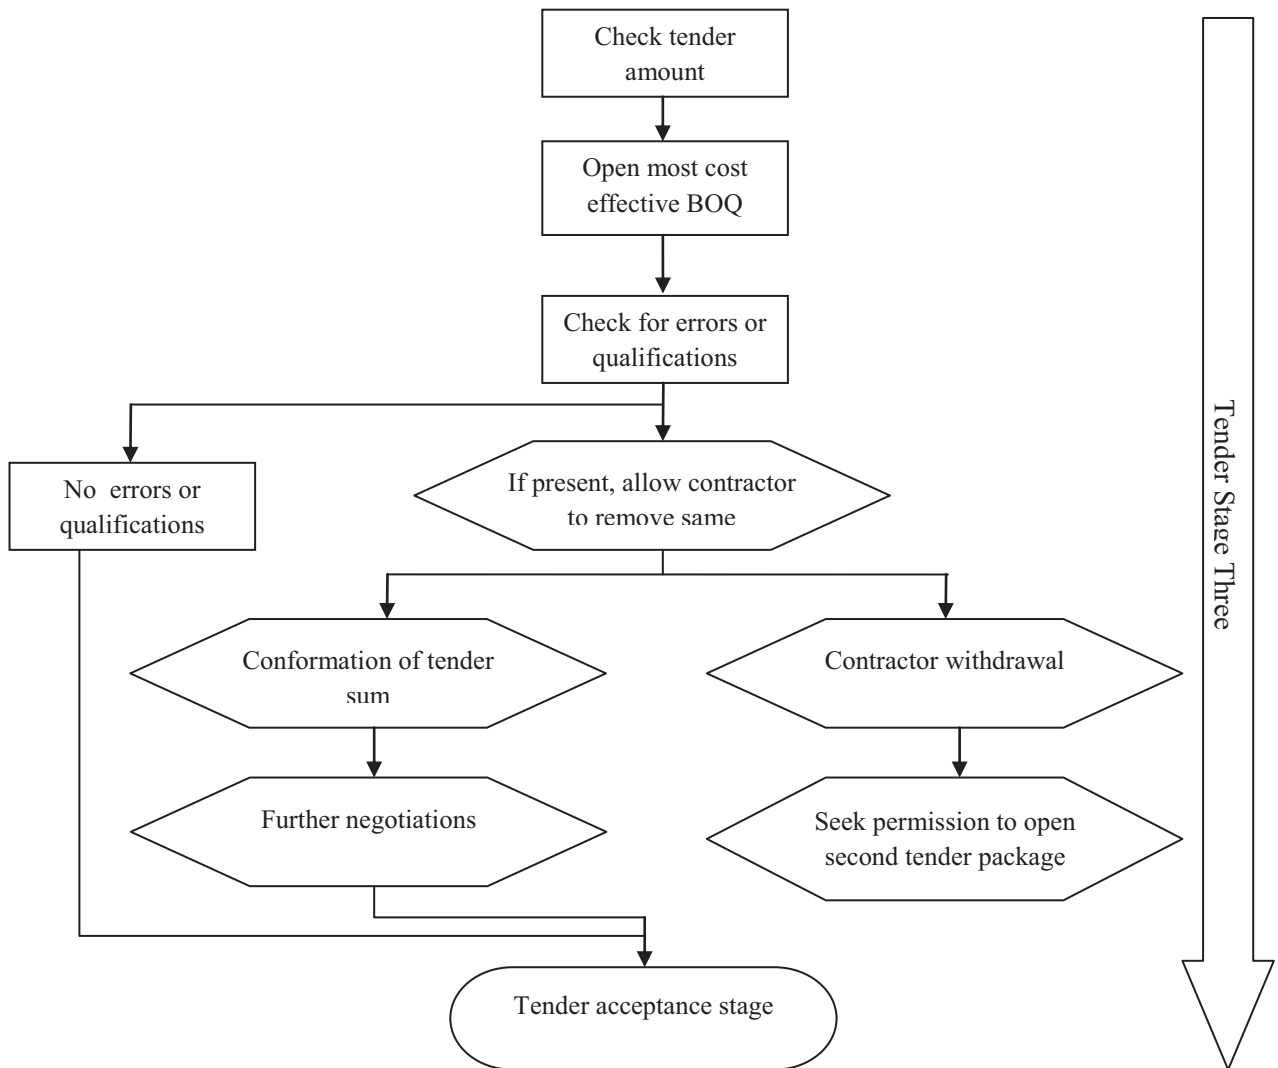 Check tender
amount
Open most cost
effective BOQ
Check for errors or
qualifications
No errors or
qualifications
If present, allow contractor
to remove same
Conformation of tender
sum
Contractor withdrawal
Further negotiations
Seek permission to open
second tender package
Tender acceptance stage
Tender Stage Three